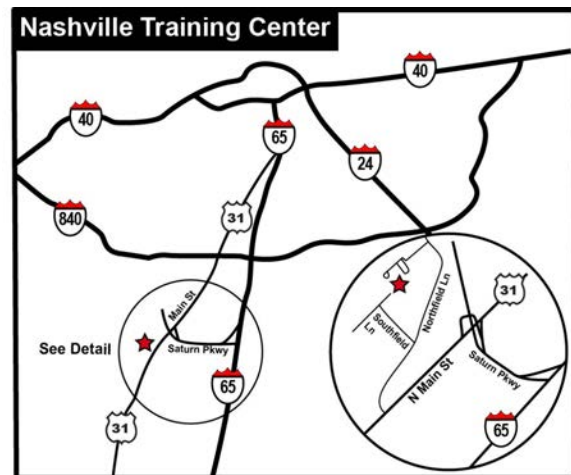 Nashville Training Center
40
40
65
24
31
840
31
Main St
Northfield Ln
Southfield
Ln
See Detail
Saturn Pkwy
N Main St
Saturn Pkwy
65
65
31